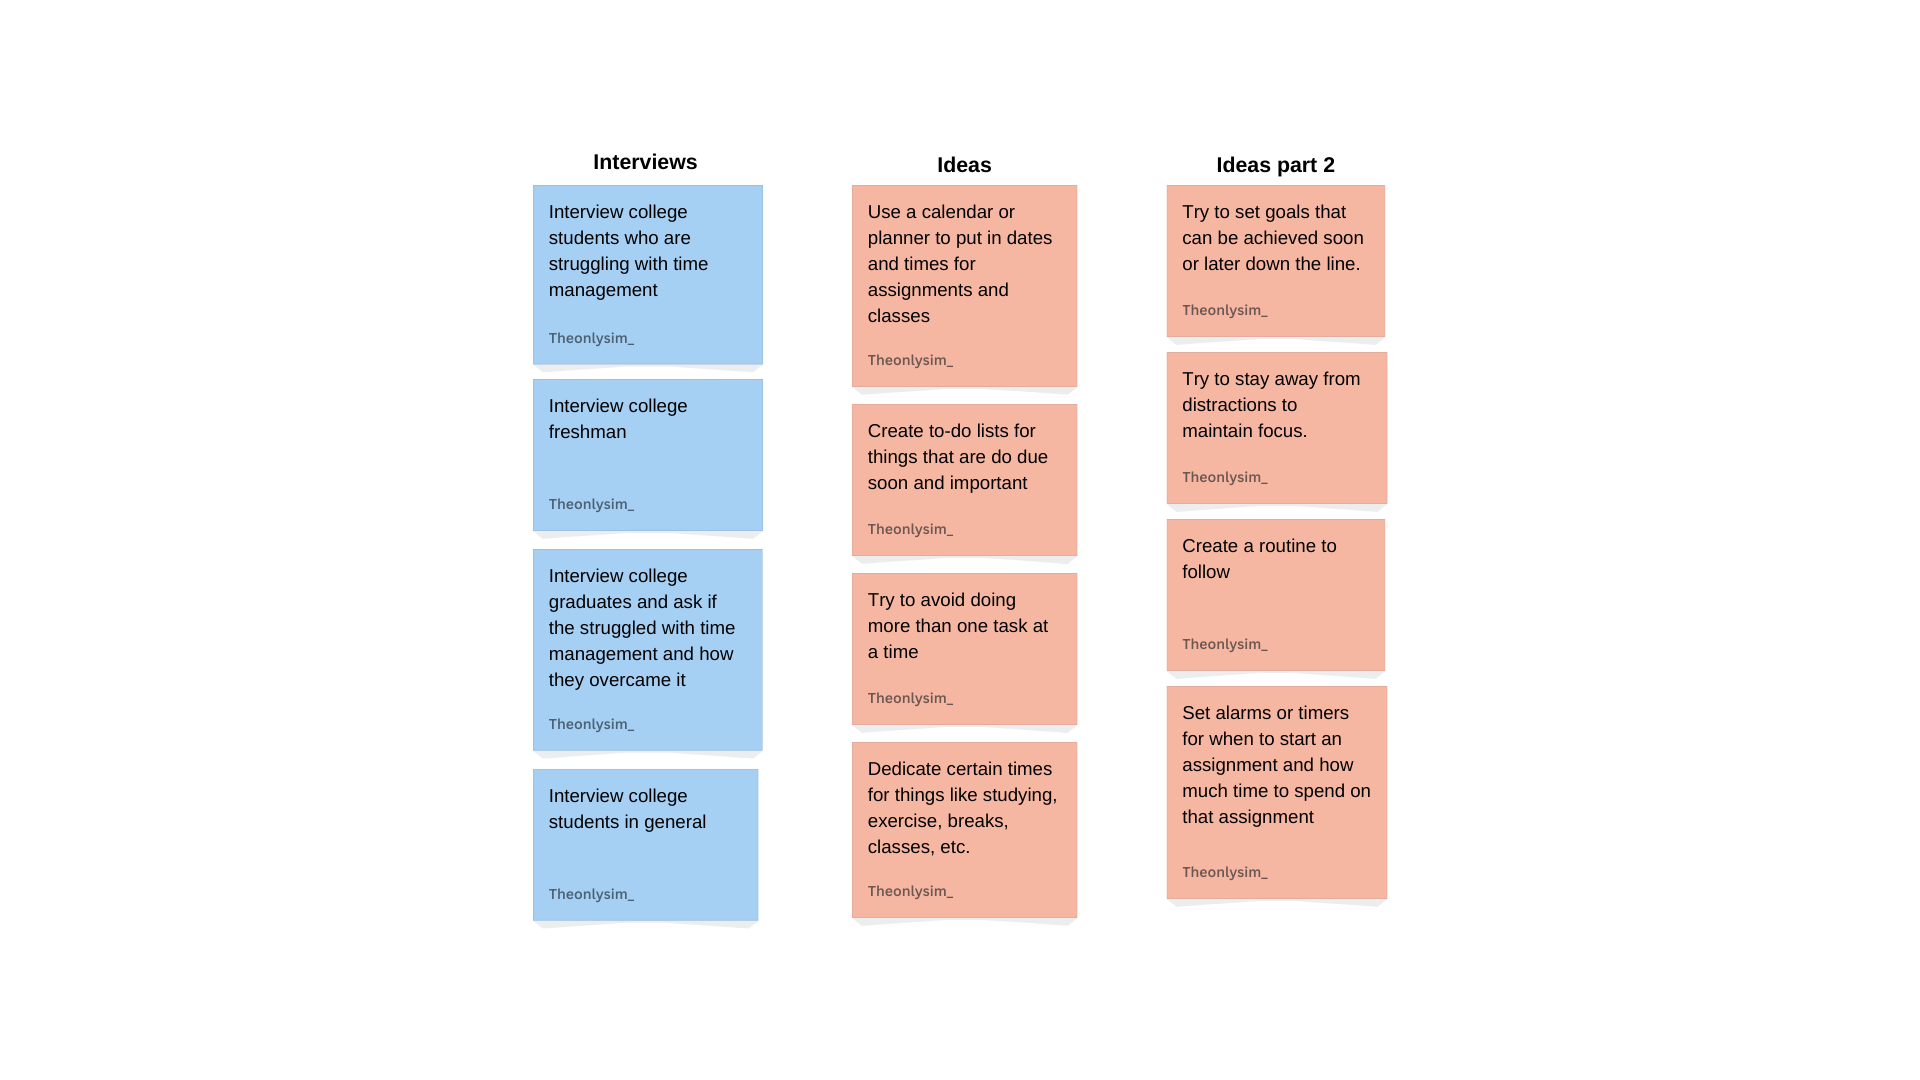 Interviews
Interview college
students who are
struggling with time
management
Theonlysim_
Interview college
freshman
Theonlysim_
Interview college
graduates and ask if
the struggled with time
management and how
they overcame it
Theonlysim_
Interview college
students in general
Theonlysim_
Ideas
Use a calendar or
planner to put in dates
and times for
assignments and
classes
Theonlysim_
Create to-do lists for
things that are do due
soon and important
Theonlysim_
Try to avoid doing
more than one task at
a time
Theonlysim_
Dedicate certain times
for things like studying,
exercise, breaks,
classes, etc.
Theonlysim_
Ideas part 2
Try to set goals that
can be achieved soon
or later down the line.
Theonlysim_
Try to stay away from
distractions to
maintain focus.
Theonlysim_
Create a routine to
follow
Theonlysim_
Set alarms or timers
for when to start an
assignment and how
much time to spend on
that assignment
Theonlysim_